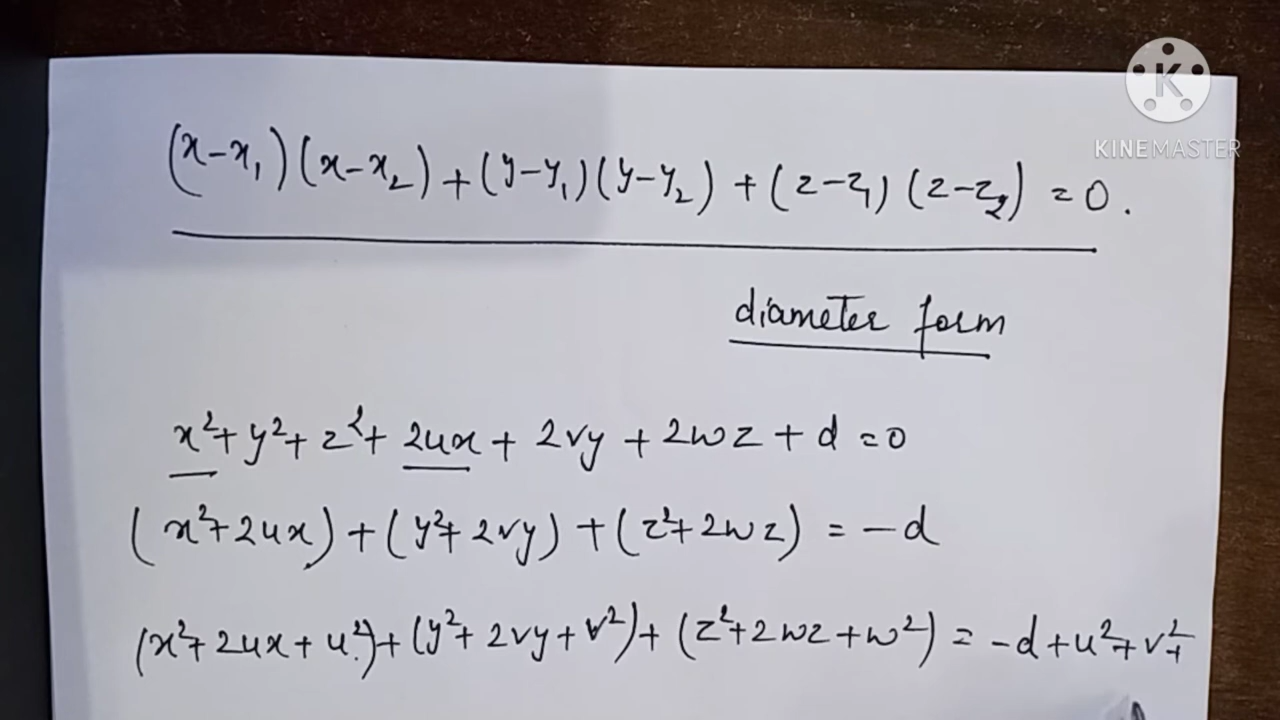 KINEMASTER
(x-x₁)(x-x₂)+(y-y₁)(y-y₂)+(z-z₁)(z-z₂)=0.
diameter form
x²+y²+z²+2ux+2vy+2wz+d=0
(x²+2ux)+(y²+2vy)+(z²+2wz)=-d
(x²+2ux+u²)+(y²+2vy+v²)+(z²+2wz+w²)=-d+u²+v²+